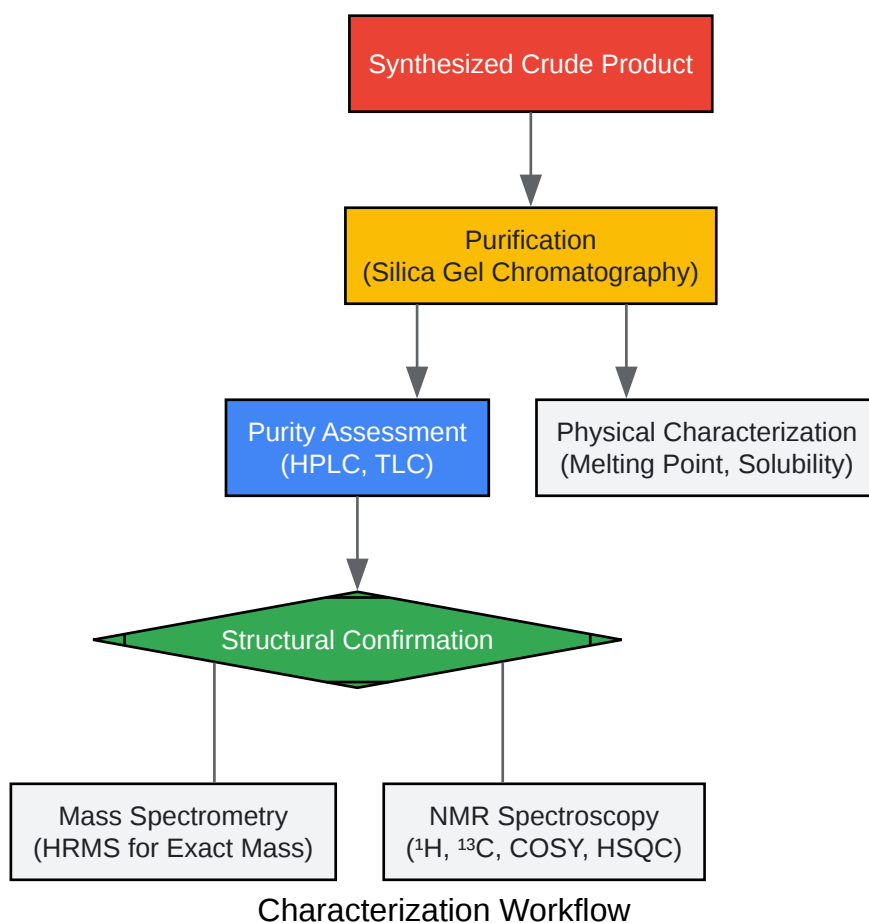 Synthesized Crude Product
Purification
(Silica Gel Chromatography)
Purity Assessment
(HPLC, TLC)
Physical Characterization
(Melting Point, Solubility)
Structural Confirmation
Mass Spectrometry
(HRMS for Exact Mass)
NMR Spectroscopy
(¹H, ¹³C, COSY, HSQC)
Characterization Workflow